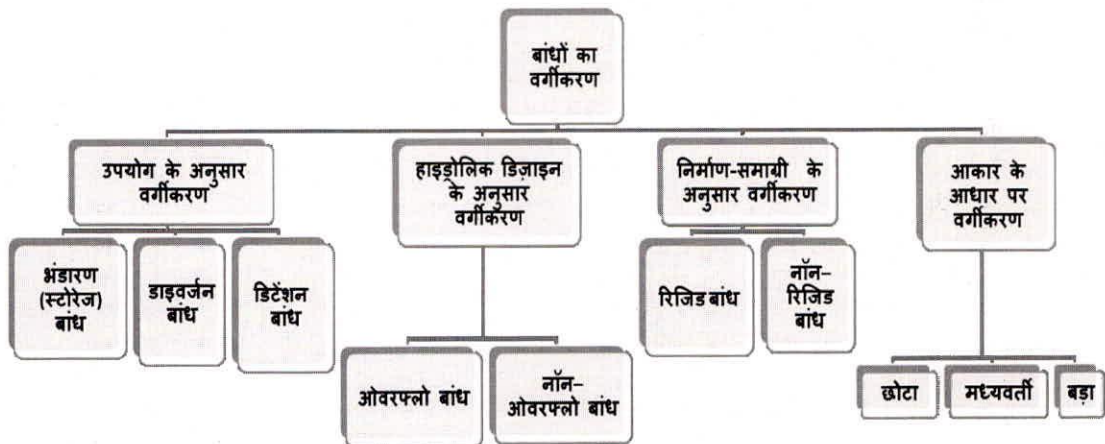 बांधों का
वर्गीकरण
उपयोग के अनुसार
वर्गीकरण
हाइड्रोलिक डिज़ाइन
के अनुसार
वर्गीकरण
निर्माण-समाग्री के
अनुसार वर्गीकरण
आकार के
आधार पर
वर्गीकरण
भंडारण
(स्टोरेज)
बांध
डाइवर्जन
बांध
डिटेंशन
बांध
ओवरफ्लो बांध
नॉन-
ओवरफ्लो बांध
रिजिड बांध
नॉन-
रिजिड
बांध
छोटा
मध्यवर्ती
बड़ा